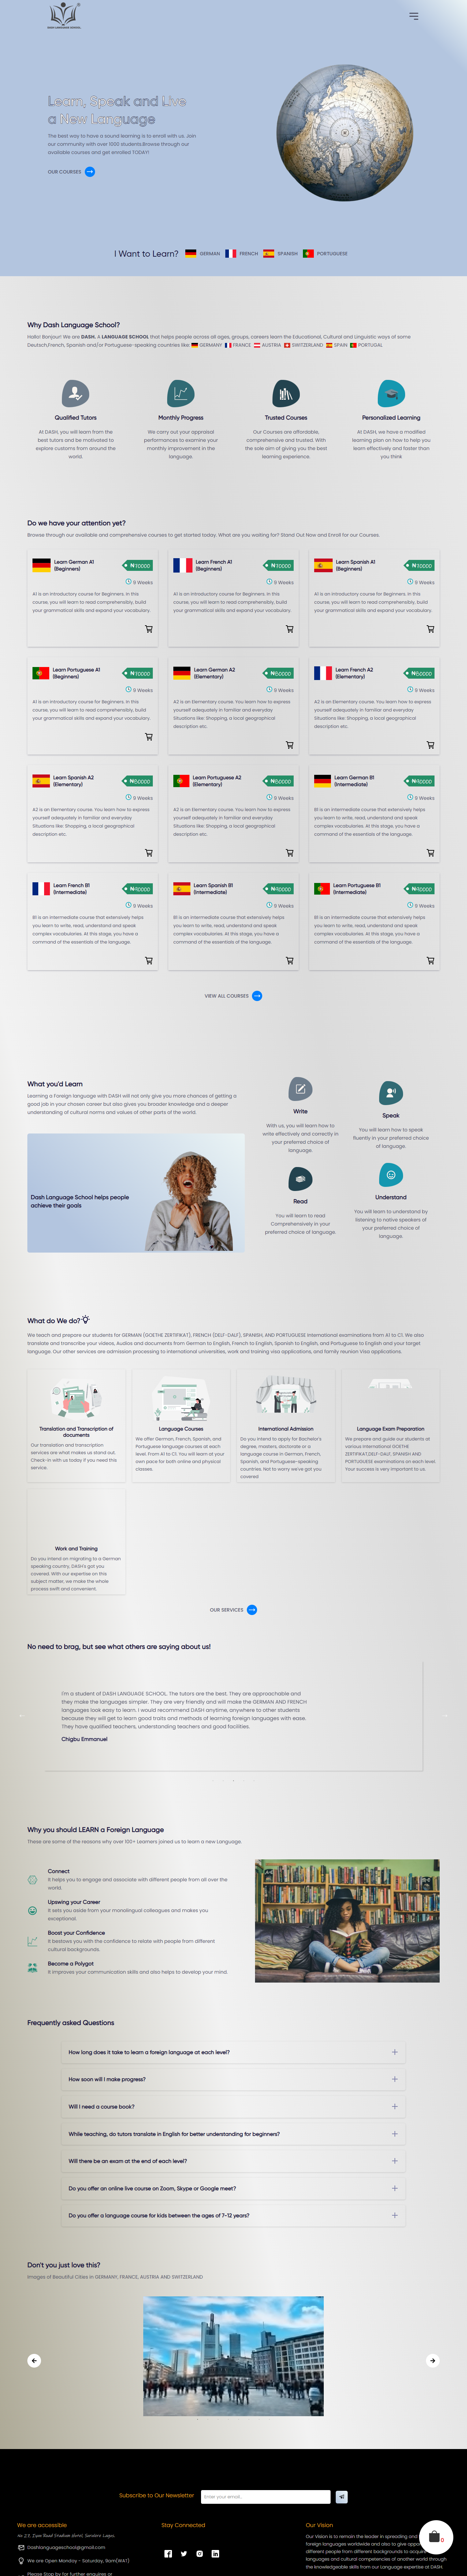 DASH LANGUAGE SCHOOL
Learn, Speak and Live
a New Language
The best way to have a sound learning is to enroll with us. Join
our community with over 1000 students.Browse through our
available courses and get enrolled TODAY!
OUR COURSES
I Want to Learn? GERMAN FRENCH SPANISH PORTUGUESE
Why Dash Language School?
Hallo! Bonjour! We are DASH. A LANGUAGE SCHOOL that helps people across all ages, groups, careers learn the Educational, Cultural and Linguistic ways of some
Deutsch,French, Spanish and/or Portuguese-speaking countries like GERMANY FRANCE AUSTRIA SWITZERLAND SPAIN PORTUGAL
Qualified Tutors
At DASH, you will learn from the
best tutors and be motivated to
explore customs from around the
world.
Monthly Progress
We carry out your appraisal
performances to examine your
monthly improvement in the
language.
Trusted Courses
Our Courses are affordable,
comprehensive and trusted. With
the sole aim of giving you the best
learning experience.
Personalized Learning
At DASH, we have a modified
learning plan on how to help you
learn effectively and faster than
you think
Do we have your attention yet?
Browse through our available and comprehensive courses to get started today. What are you waiting for? Stand Out Now and Enroll for our Courses.
Learn German A1
(Beginners)
9 Weeks
A1 is an Introductory course for Beginners. In this
course, you will learn to read comprehensibly, build
your grammatical skills and expand your vocabulary.
Learn French A1
(Beginners)
9 Weeks
A1 is an Introductory course for Beginners. In this
course, you will learn to read comprehensibly, build
your grammatical skills and expand your vocabulary.
Learn Spanish A1
(Beginners)
9 Weeks
A1 is an Introductory course for Beginners. In this
course, you will learn to read comprehensibly, build
your grammatical skills and expand your vocabulary.
Learn Portuguese A1
(Beginners)
9 Weeks
A1 is an Introductory course for Beginners. In this
course, you will learn to read comprehensibly, build
your grammatical skills and expand your vocabulary.
Learn German A2
(Elementary)
9 Weeks
A2 is an Elementary course. You learn how to express
yourself adequately in familiar and everyday
Situations like: Shopping, a local geographical
description etc.
Learn French A2
(Elementary)
9 Weeks
A2 is an Elementary course. You learn how to express
yourself adequately in familiar and everyday
Situations like: Shopping, a local geographical
description etc.
Learn Spanish A2
(Elementary)
9 Weeks
A2 is an Elementary course. You learn how to express
yourself adequately in familiar and everyday
Situations like: Shopping, a local geographical
description etc.
Learn Portuguese A2
(Elementary)
9 Weeks
A2 is an Elementary course. You learn how to express
yourself adequately in familiar and everyday
Situations like: Shopping, a local geographical
description etc.
Learn German B1
(Intermediate)
9 Weeks
B1 is an intermediate course that extensively helps
you learn to write, read, understand and speak
complex vocabularies. At this stage, you have a
command of the essentials of the language.
Learn French B1
(Intermediate)
9 Weeks
B1 is an intermediate course that extensively helps
you learn to write, read, understand and speak
complex vocabularies. At this stage, you have a
command of the essentials of the language.
Learn Spanish B1
(Intermediate)
9 Weeks
B1 is an intermediate course that extensively helps
you learn to write, read, understand and speak
complex vocabularies. At this stage, you have a
command of the essentials of the language.
Learn Portuguese B1
(Intermediate)
9 Weeks
B1 is an intermediate course that extensively helps
you learn to write, read, understand and speak
complex vocabularies. At this stage, you have a
command of the essentials of the language.
VIEW ALL COURSES
What you'd Learn
Learning a Foreign language with DASH will not only give you more chances of getting a
good job in your chosen career but also gives you broader knowledge and a deeper
understanding of cultural norms and values of other parts of the world.
Dash Language School helps people
achieve their goals
Write
With us, you will learn how to
write effectively and correctly in
your preferred choice of
language.
Speak
You will learn how to speak
fluently in your preferred choice
of language.
Read
You will learn to read
Comprehensively in your
preferred choice of language.
Understand
You will learn to understand by
listening to native speakers of
your preferred choice of
language.
What do We do?
We teach and prepare our students for GERMAN (GOETHE ZERTIFIKAT), FRENCH (DELF-DALF), SPANISH, AND PORTUGUESE International examinations from A1 to C1. We also
translate and transcribe your videos, Audios and documents from German to English, French to English, Spanish to English, and Portuguese to English and your target
language. Our other services are admission processing to international universities, work and training visa applications, and family reunion Visa applications.
Translation and Transcription of
documents
Our translation and transcription
services are what makes us stand out.
Check-in with us today if you need this
service.
Language Courses
We offer German, French, Spanish, and
Portuguese language courses at each
level. From A1 to C1. You will learn at your
own pace for both online and physical
classes.
International Admission
Do you intend to apply for Bachelor's
degree, masters, doctorate or a
language course in German, French,
Spanish, and Portuguese-speaking
countries. Not to worry we've got you
covered
Language Exam Preparation
We prepare and guide our students at
various International GOETHE
ZERTIFIKAT,DELF-DALF, SPANISH AND
PORTUGUESE examinations on each level.
Your success is very important to us.
Work and Training
Do you intend on migrating to a German
speaking country, DASH's got you
covered. With our expertise on this
subject matter, we make the whole
process swift and convenient.
OUR SERVICES
No need to brag, but see what others are saying about us!
I'm a student of DASH LANGUAGE SCHOOL. The tutors are the best. They are approachable and
they make the languages simpler. They are very friendly and will make the GERMAN AND FRENCH
languages look easy to learn. I would recommend DASH anytime, anywhere to other students
because they will get to learn good traits and methods of learning foreign languages with ease.
They have qualified teachers, understanding teachers and good facilities.
Chigbu Emmanuel
Why you should LEARN a Foreign Language
These are some of the reasons why over 100+ Learners joined us to learn a new Language.
Connect
It helps you to engage and associate with different people from all over the
world.
Upswing your Career
It sets you aside from your monolingual colleagues and makes you
exceptional.
Boost your Confidence
It bestows you with the confidence to relate with people from different
cultural backgrounds.
Become a Polygot
It improves your communication skills and also helps to develop your mind.
Frequently asked Questions
How long does it take to learn a foreign language at each level?
How soon will I make progress?
Will I need a course book?
While teaching, do tutors translate in English for better understanding for beginners?
Will there be an exam at the end of each level?
Do you offer an online live course on Zoom, Skype or Google meet?
Do you offer a language course for kids between the ages of 7-12 years?
Don't you just love this?
Images of Beautiful Cities in GERMANY, FRANCE, AUSTRIA AND SWITZERLAND
Subscribe to Our Newsletter
Enter your email..
We are accessible
Dashlanguageschool@gmail.com
We are Open Monday - Saturday, 9am(WAT)
Please Stop by for further enquires or
Stay Connected
Our Vision
Our Vision is to remain the leader in spreading and
foreign languages worldwide and also to give
different people from different backgrounds to acquire
languages and cultural competencies of another world through
the knowledgeable skills from our Language expertise at DASH.
0